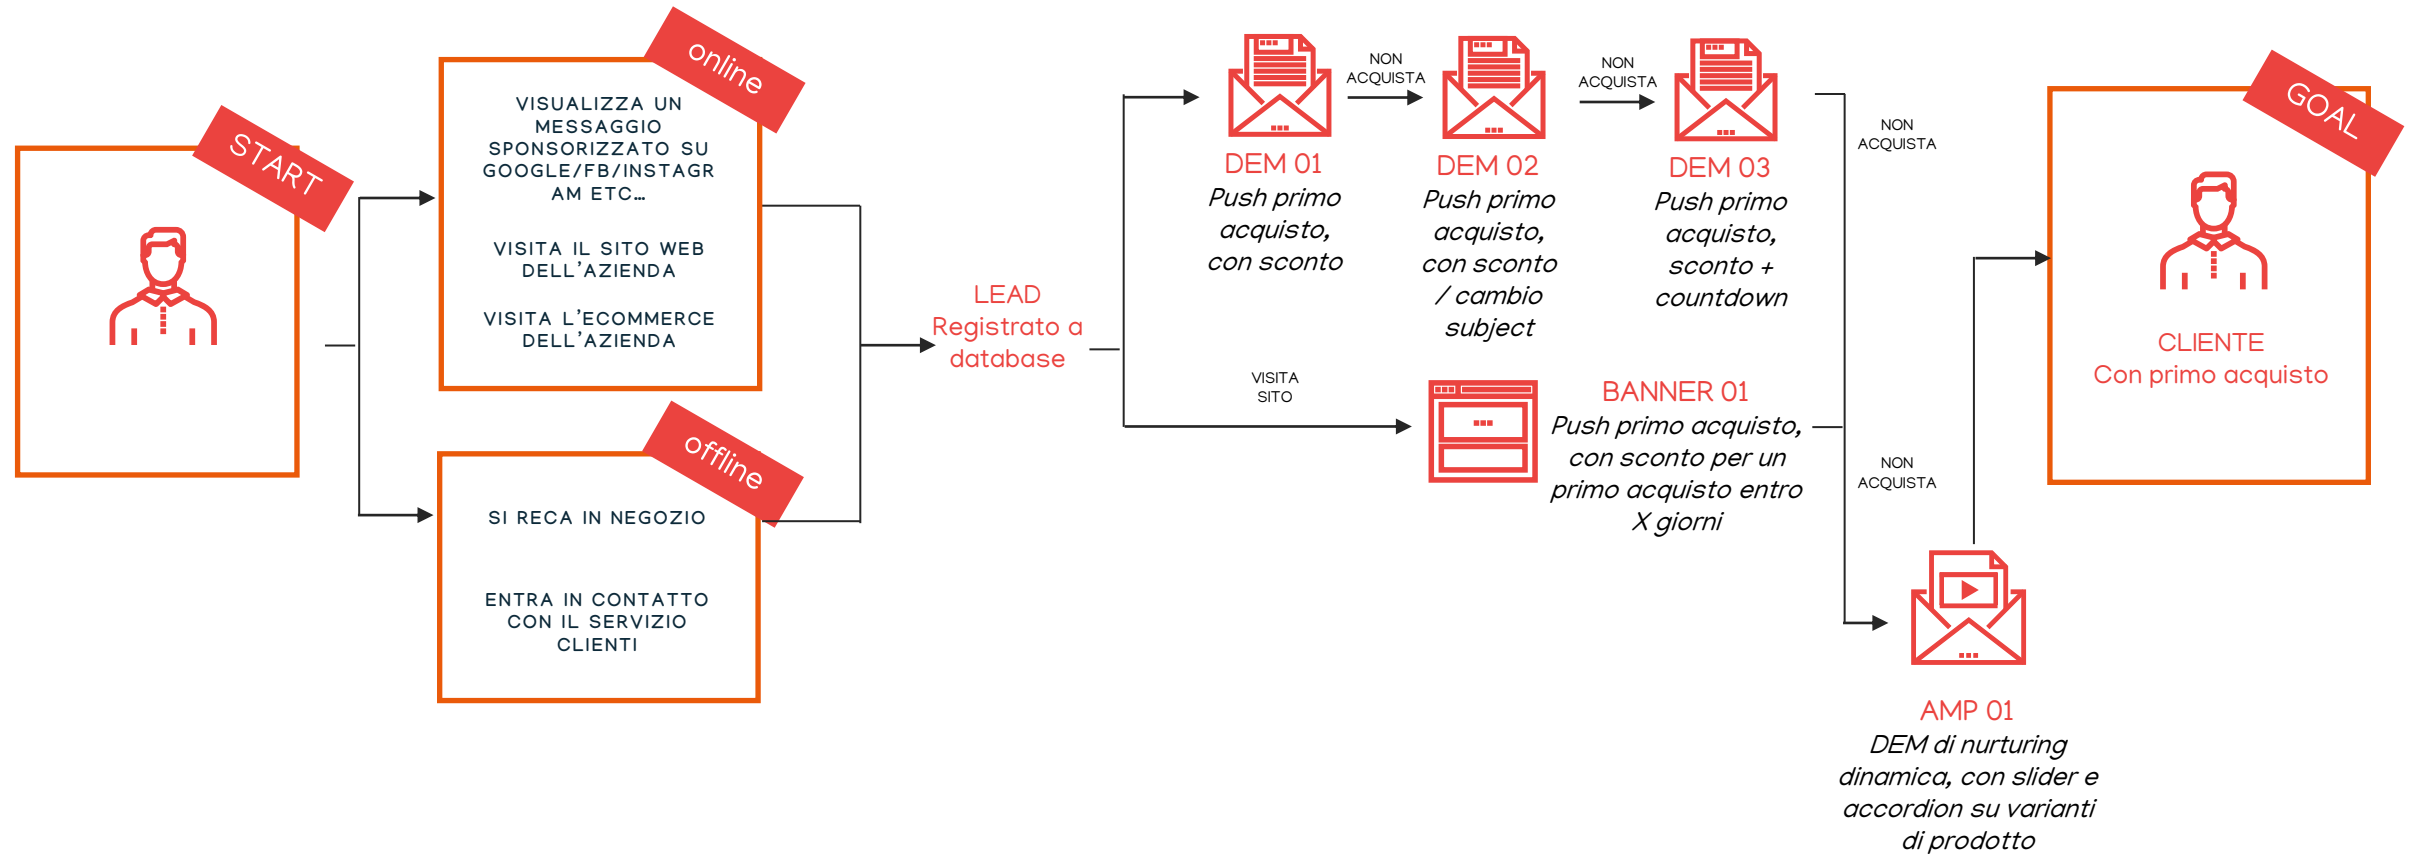 START
online
VISUALIZZA UN
MESSAGGIO
SPONSORIZZATO SU
GOOGLE/FB/INSTAGR
AM ETC...
VISITA IL SITO WEB
DELL'AZIENDA
VISITA L'ECOMMERCE
DELL'AZIENDA
offline
SI RECA IN NEGOZIO
ENTRA IN CONTATTO
CON IL SERVIZIO
CLIENTI
LEAD
Registrato a
database
DEM 01
Push primo
acquisto,
con sconto
NON
ACQUISTA
DEM 02
Push primo
acquisto,
con sconto
/ cambio
subject
NON
ACQUISTA
DEM 03
Push primo
acquisto,
sconto +
countdown
NON
ACQUISTA
VISITA
SITO
BANNER 01
Push primo acquisto,
con sconto per un
primo acquisto entro
X giorni
NON
ACQUISTA
AMP 01
DEM di nurturing
dinamica, con slider e
accordion su varianti
di prodotto
GOAL
CLIENTE
Con primo acquisto